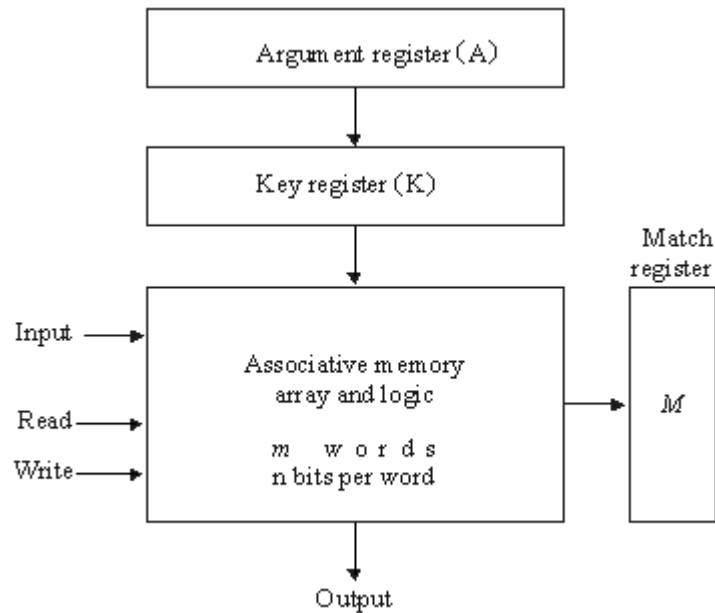 Argument register (A)
Key register (K)
Match
register
Input
Associative memory
array and logic
M
Read
m words
Write
n bits per word
Output